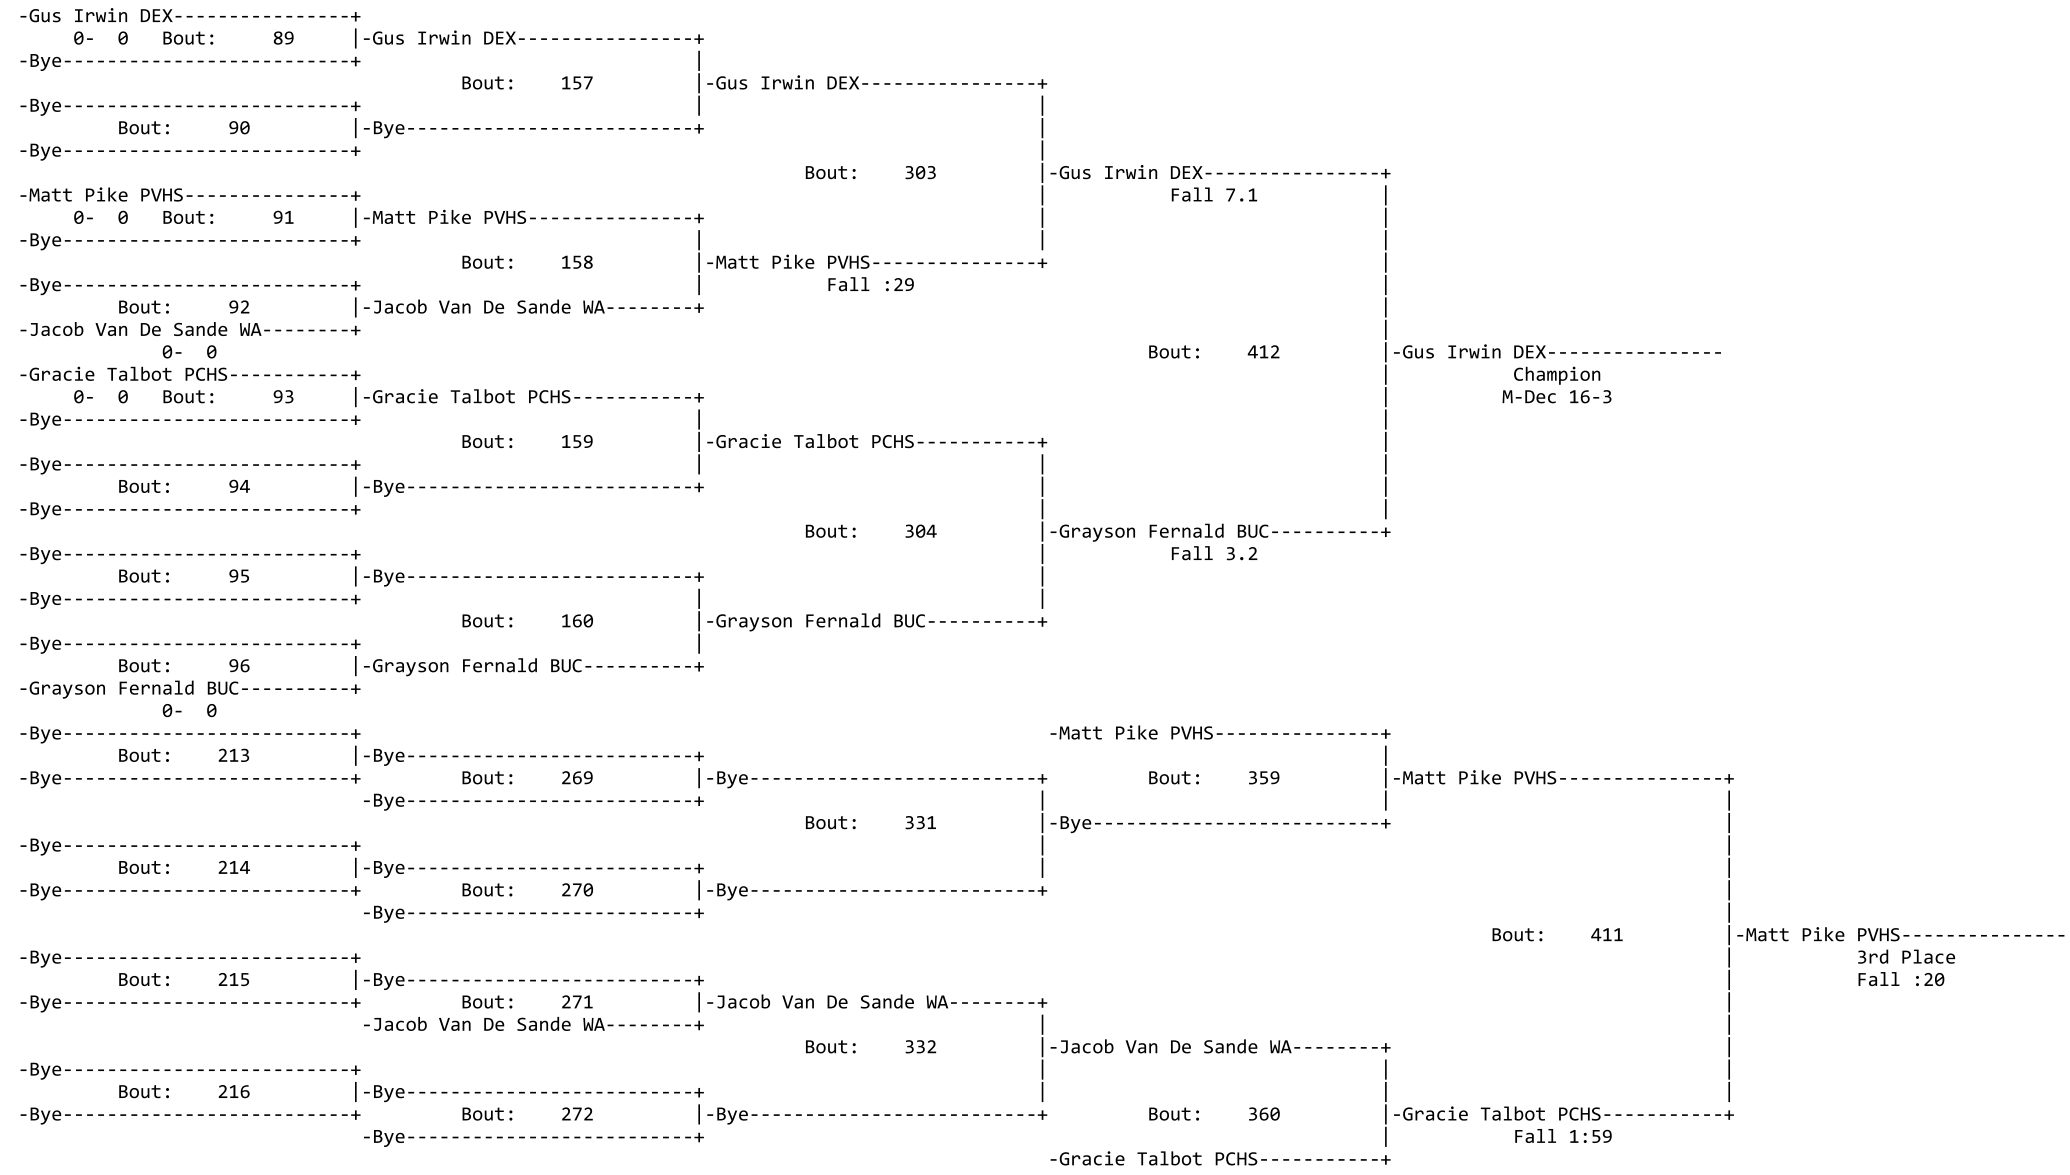 -Gus Irwin DEX----------------+
0-  0   Bout:     89        |-Gus Irwin DEX----------------+
-Bye--------------------------+                              |
Bout:    157         |-Gus Irwin DEX----------------+
-Bye--------------------------+                              |                              |
Bout:     90         |-Bye--------------------------+                              |
-Bye--------------------------+                                                             |
Bout:    303         |-Gus Irwin DEX----------------+
-Matt Pike PVHS---------------+                                                             |           Fall 7.1           |
0-  0   Bout:     91        |-Matt Pike PVHS---------------+                              |                              |
-Bye--------------------------+                              |                              |                              |
Bout:    158         |-Matt Pike PVHS---------------+                              |
-Bye--------------------------+                              |           Fall :29                                          |
Bout:     92         |-Jacob Van De Sande WA--------+                                                             |
-Jacob Van De Sande WA--------+                                                                                            |
0-  0                                                                                     Bout:    412         |-Gus Irwin DEX----------------
-Gracie Talbot PCHS-----------+                                                                                            |           Champion
0-  0   Bout:     93        |-Gracie Talbot PCHS-----------+                                                             |          M-Dec 16-3
-Bye--------------------------+                              |                                                             |
Bout:    159         |-Gracie Talbot PCHS-----------+                              |
-Bye--------------------------+                              |                              |                              |
Bout:     94         |-Bye--------------------------+                              |                              |
-Bye--------------------------+                                                             |                              |
Bout:    304         |-Grayson Fernald BUC----------+
-Bye--------------------------+                                                             |           Fall 3.2
Bout:     95         |-Bye--------------------------+                              |
-Bye--------------------------+                              |                              |
Bout:    160         |-Grayson Fernald BUC----------+
-Bye--------------------------+                              |
Bout:     96         |-Grayson Fernald BUC----------+
-Grayson Fernald BUC----------+
0-  0
-Bye--------------------------+                                                              -Matt Pike PVHS---------------+
Bout:    213         |-Bye--------------------------+                                                             |
-Bye--------------------------+         Bout:    269         |-Bye--------------------------+         Bout:    359         |-Matt Pike PVHS---------------+
-Bye--------------------------+                              |                              |                              |
Bout:    331         |-Bye--------------------------+                              |
-Bye--------------------------+                                                             |                                                             |
Bout:    214         |-Bye--------------------------+                              |                                                             |
-Bye--------------------------+         Bout:    270         |-Bye--------------------------+                                                             |
-Bye--------------------------+                                                                                            |
Bout:    411         |-Matt Pike PVHS---------------
-Bye--------------------------+                                                                                                                           |          3rd Place
Bout:    215         |-Bye--------------------------+                                                                                            |          Fall :20
-Bye--------------------------+         Bout:    271         |-Jacob Van De Sande WA--------+                                                             |
-Jacob Van De Sande WA--------+                              |                                                             |
Bout:    332         |-Jacob Van De Sande WA--------+                              |
-Bye--------------------------+                                                             |                              |                              |
Bout:    216         |-Bye--------------------------+                              |                              |                              |
-Bye--------------------------+         Bout:    272         |-Bye--------------------------+         Bout:    360         |-Gracie Talbot PCHS-----------+
-Bye--------------------------+                                                             |          Fall 1:59
-Gracie Talbot PCHS-----------+